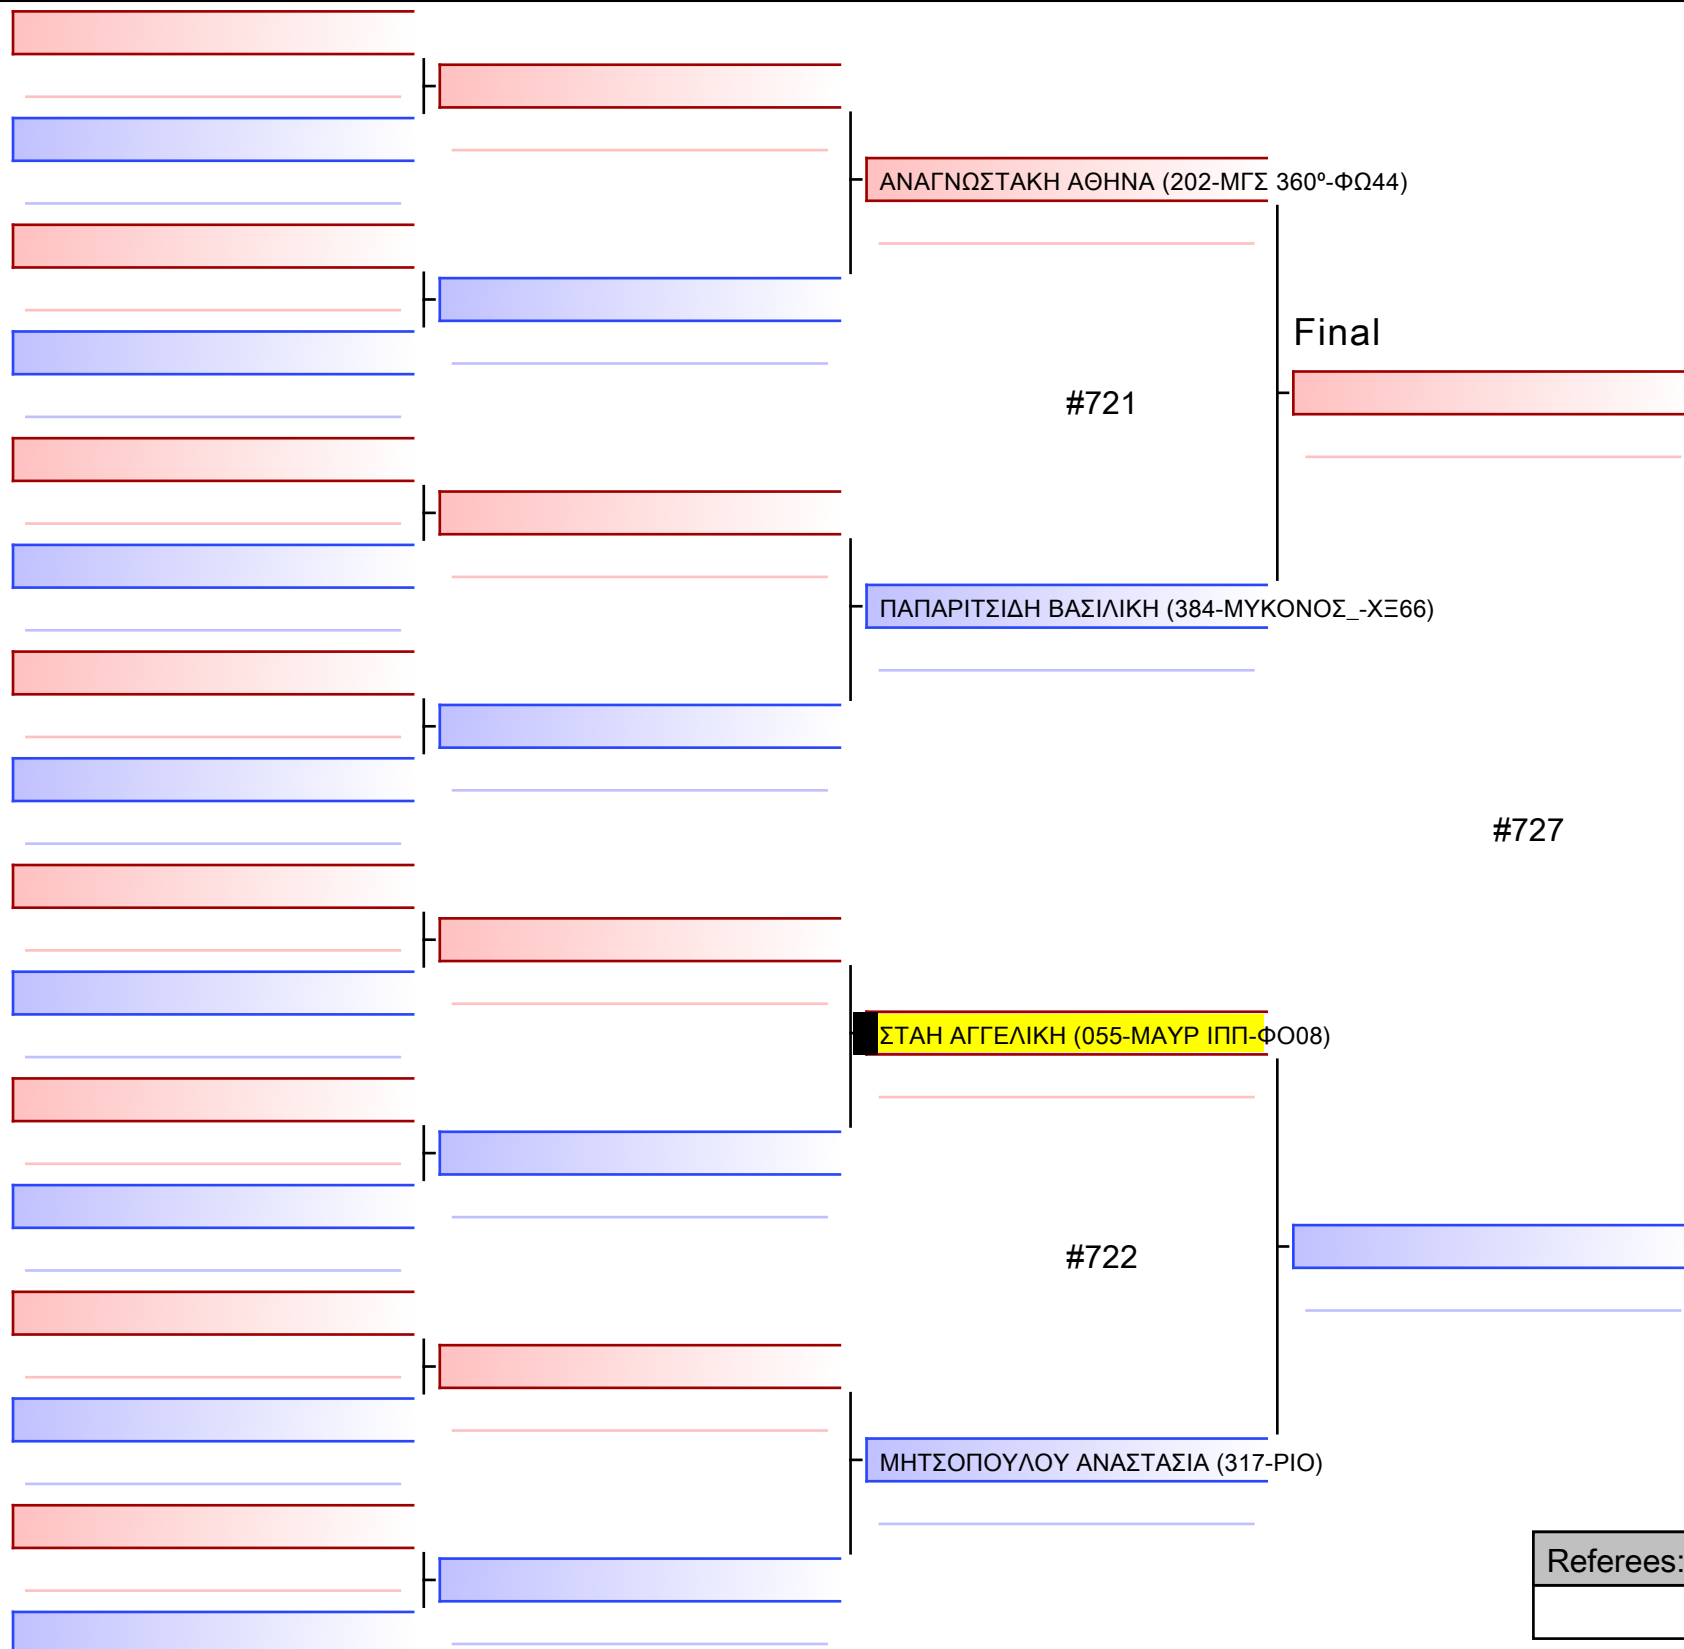 ΑΝΑΓΝΩΣΤΑΚΗ ΑΘΗΝΑ (202-ΜΓΣ 360º-ΦΩ44)
Final
#721
ΠΑΠΑΡΙΤΣΙΔΗ ΒΑΣΙΛΙΚΗ (384-ΜΥΚΟΝΟΣ_-ΧΞ66)
#727
ΣΤΑΗ ΑΓΓΕΛΙΚΗ (055-ΜΑΥΡ ΙΠΠ-ΦΟ08)
#722
ΜΗΤΣΟΠΟΥΛΟΥ ΑΝΑΣΤΑΣΙΑ (317-ΡΙΟ)
Referees: